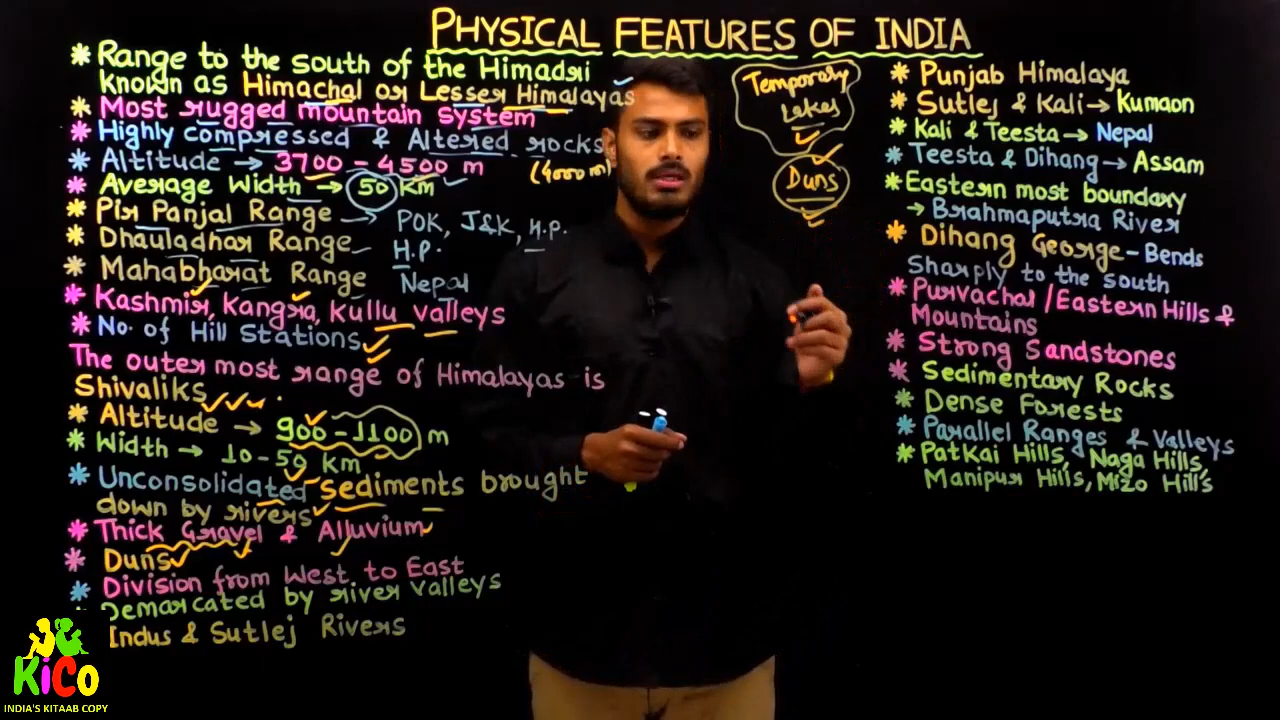 PHYSICAL FEATURES OF INDIA
* Range to the south of the Himadri
known as Himachal or Lesser Himalayas
* Most rugged mountain system
* Highly compressed & Altered rocks
* Altitude → 3700 - 4500 m
(4000 m)
* Average Width → 50 Km
* Pir Panjal Range → POK, J&K, H.P.
* Dhauladhar Range - H.P.
* Mahabharat Range Nepal
* Kashmir, Kangra, Kullu Valleys
* No. of Hill Stations
The outer most range of Himalayas is
Shivaliks
* Altitude → 900 - 1100 m
* Width → 10-50 Km
* Unconsolidated sediments brought
down by rivers
* Thick Gravel & Alluvium
* Duns
* Division from West to East
* Demarcated by river valleys
Indus & Sutlej Rivers
Temporary
Lakes
Duns
* Punjab Himalaya
* Sutlej & Kali → Kumaon
* Kali & Teesta → Nepal
* Teesta & Dihang → Assam
* Eastern most boundary
→ Brahmaputra River
* Dihang George - Bends
Sharply to the south
* Purvachal / Eastern Hills &
Mountains
* Strong Sandstones
* Sedimentary Rocks
* Dense Forests
* Parallel Ranges & Valleys
* Patkai Hills, Naga Hills,
Manipur Hills, Mizo Hills
KiCo
INDIA'S KITAAB COPY